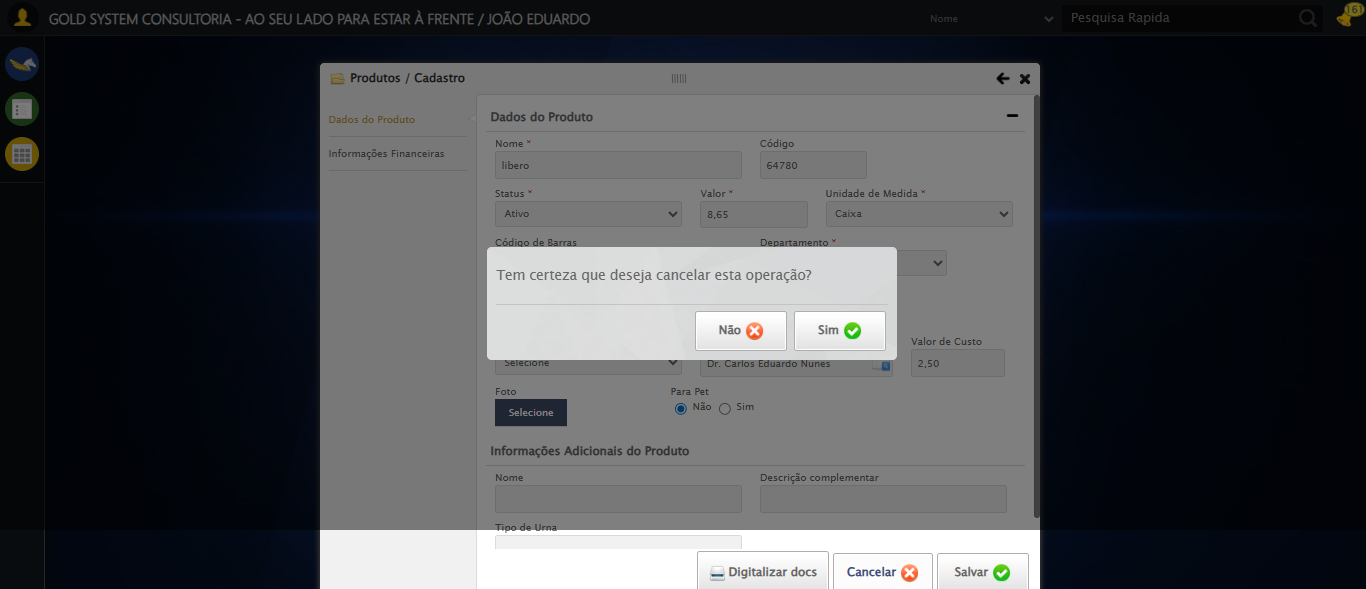 GOLD SYSTEM CONSULTORIA - AO SEU LADO PARA ESTAR À FRENTE / JOÃO EDUARDO
Nome
Pesquisa Rapida
161
Produtos / Cadastro
Dados do Produto
Informações Financeiras
Dados do Produto
Nome *
Código
libero
64780
Status *
Valor *
Unidade de Medida *
Ativo
8,65
Caixa
Código de Barras
Departamento *
Tem certeza que deseja cancelar esta operação?
Não
Sim
Valor de Custo
Selecione
Dr. Carlos Eduardo Nunes
2,50
Foto
Para Pet
Selecione
Não
Sim
Informações Adicionais do Produto
Nome
Descrição complementar
Tipo de Urna
Digitalizar docs
Cancelar
Salvar